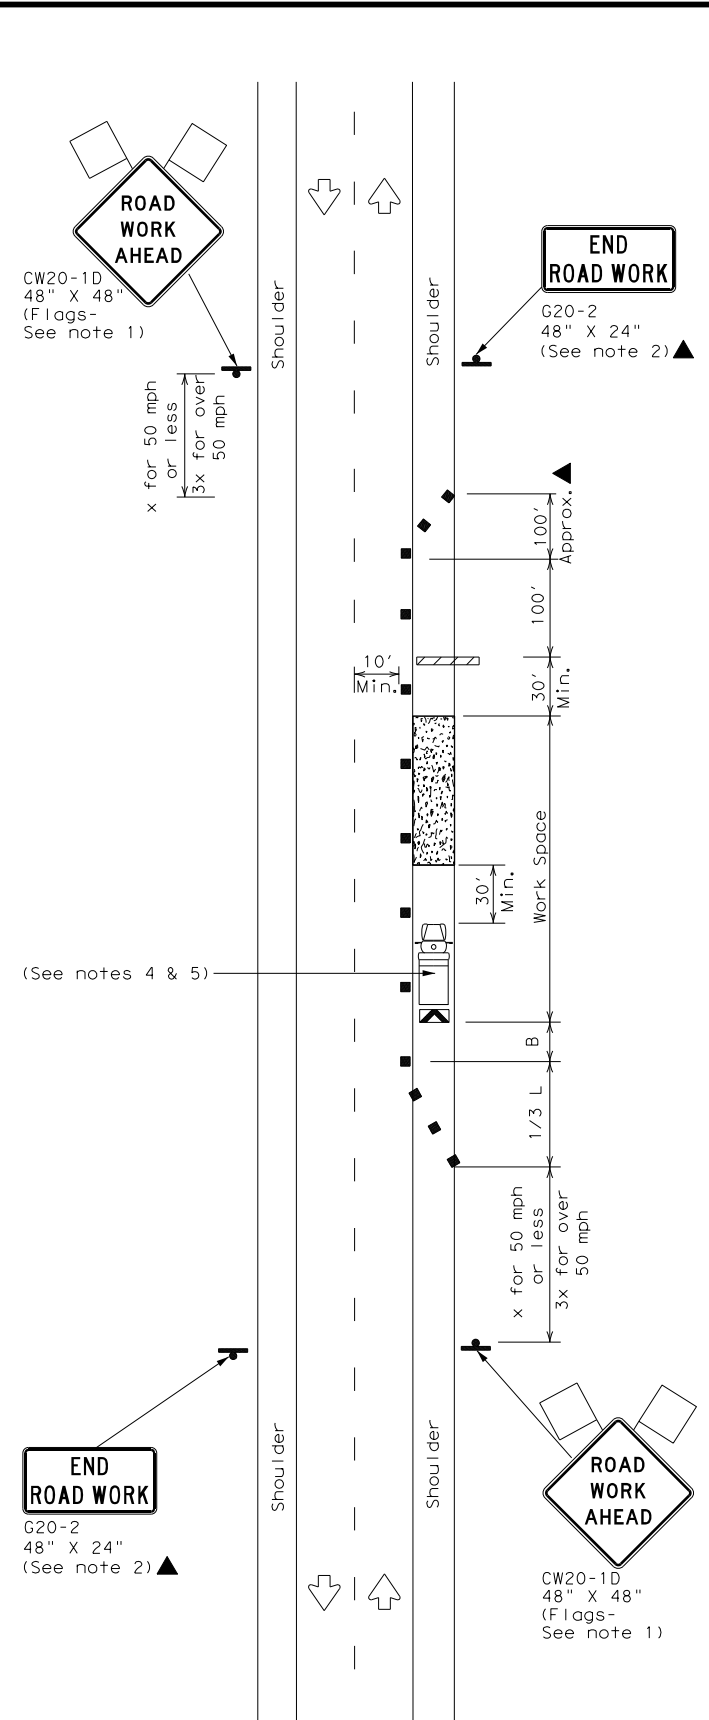 ROAD
WORK
AHEAD
CW20-1D
48" X 48"
(Flags-
See note 1)
END
ROAD WORK
G20-2
48" X 24"
(See note 2)▲
Shoulder
Shoulder
x for 50 mph
or less
3x for over
50 mph
100'
Approx.
100'
10'
Min.
30'
Min.
Work Space
30'
Min.
(See notes 4 & 5)
B
1/3 L
x for 50 mph
or less
3x for over
50 mph
END
ROAD WORK
G20-2
48" X 24"
(See note 2)▲
Shoulder
Shoulder
ROAD
WORK
AHEAD
CW20-1D
48" X 48"
(Flags-
See note 1)